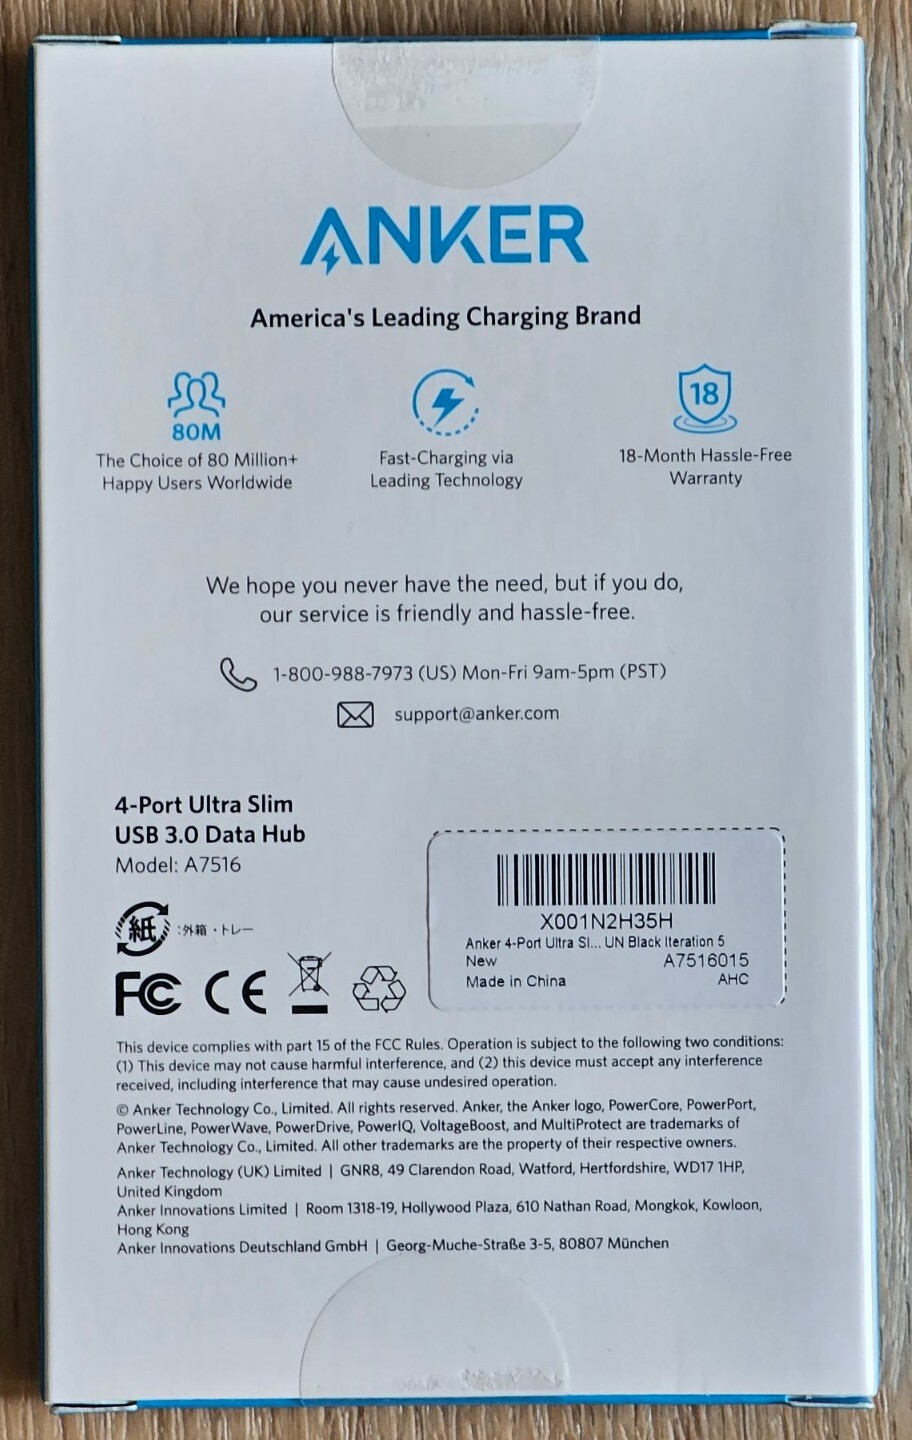 ANKER
America's Leading Charging Brand
80M
The Choice of 80 Million+
Happy Users Worldwide
Fast-Charging via
Leading Technology
18
18-Month Hassle-Free
Warranty
We hope you never have the need, but if you do,
our service is friendly and hassle-free.
1-800-988-7973 (US) Mon-Fri 9am-5pm (PST)
support@anker.com
4-Port Ultra Slim
USB 3.0 Data Hub
Model: A7516
紙 :外箱・トレー
FC CE
X001N2H35H
Anker 4-Port Ultra Sl... UN Black Iteration 5
New A7516015
Made in China AHC
This device complies with part 15 of the FCC Rules. Operation is subject to the following two conditions:
(1) This device may not cause harmful interference, and (2) this device must accept any interference
received, including interference that may cause undesired operation.
© Anker Technology Co., Limited. All rights reserved. Anker, the Anker logo, PowerCore, PowerPort,
PowerLine, PowerWave, PowerDrive, PowerIQ, VoltageBoost, and MultiProtect are trademarks of
Anker Technology Co., Limited. All other trademarks are the property of their respective owners.
Anker Technology (UK) Limited | GNR8, 49 Clarendon Road, Watford, Hertfordshire, WD17 1HP,
United Kingdom
Anker Innovations Limited | Room 1318-19, Hollywood Plaza, 610 Nathan Road, Mongkok, Kowloon,
Hong Kong
Anker Innovations Deutschland GmbH | Georg-Muche-Straße 3-5, 80807 München